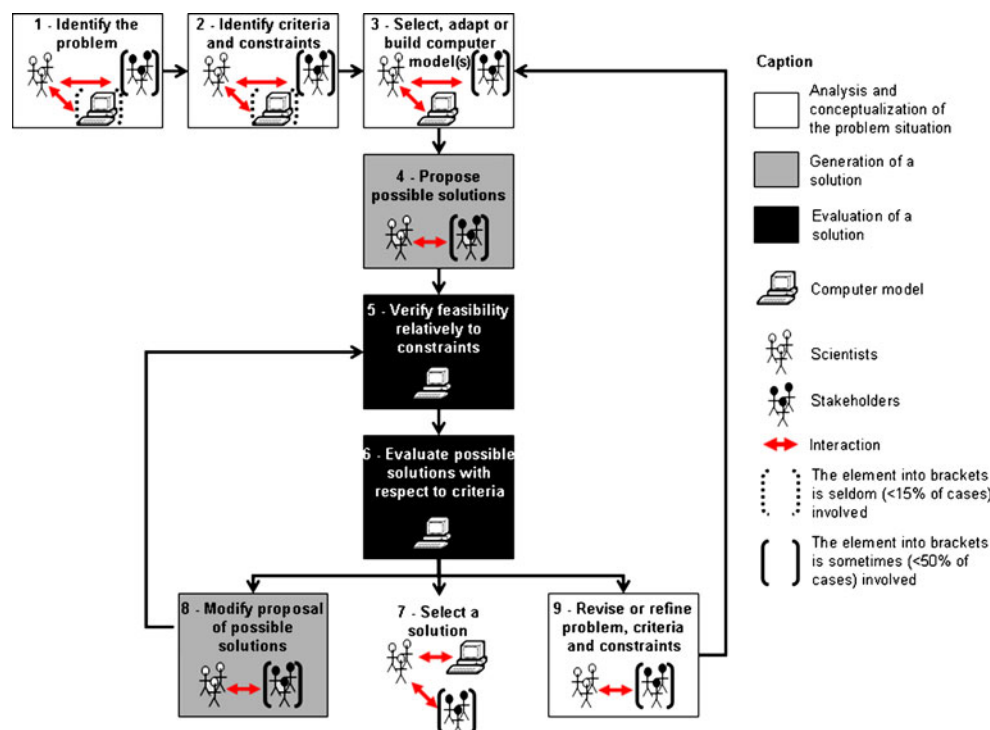 1 - Identify the
problem
2 - Identify criteria
and constraints
3 - Select, adapt or
build computer
model(s)
4 - Propose
possible solutions
5 - Verify feasibility
relatively to
constraints
6 - Evaluate possible
solutions with
respect to criteria
8 - Modify proposal
of possible
solutions
7 - Select a
solution
9 - Revise or refine
problem, criteria
and constraints
Caption
Analysis and
conceptualization of
the problem situation
Generation of a
solution
Evaluation of a
solution
Computer model
Scientists
Stakeholders
Interaction
The element into brackets
is seldom (<15% of cases)
involved
The element into brackets
is sometimes (<50% of
cases) involved